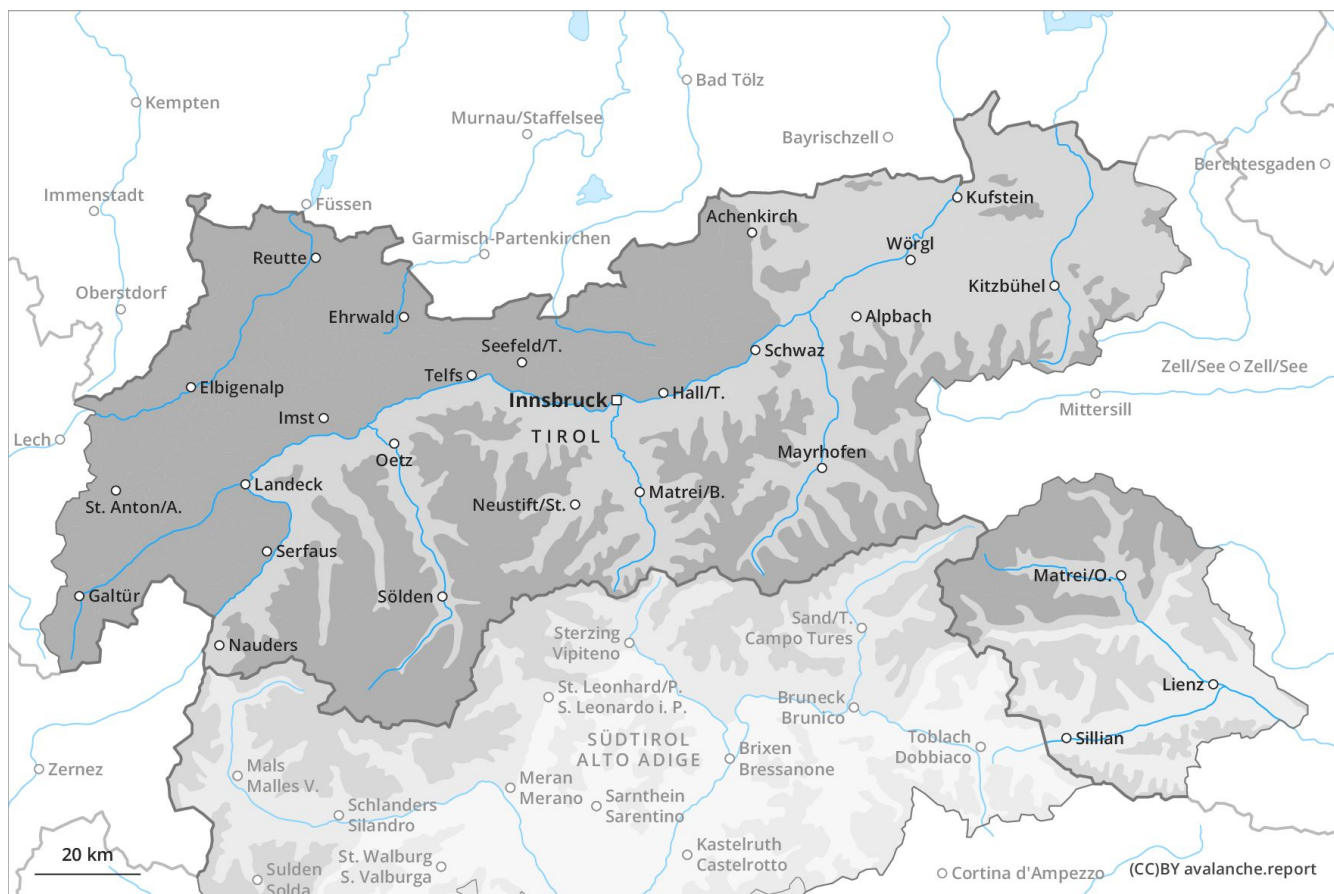 Kempten
Bad Tölz
Murnau/Staffelsee
Bayrischzell
Berchtesgaden
Immenstadt
Füssen
Kufstein
Achenkirch
Garmisch-Partenkirchen
Wörgl
Reutte
Kitzbühel
Oberstdorf
Ehrwald
Alpbach
Seefeld/T.
Schwaz
Zell/See
Zell/See
Telfs
Elbigenalp
Hall/T.
Innsbruck
Mittersill
Imst
Lech
TIROL
Oetz
Mayrhofen
Landeck
Matrei/B.
St. Anton/A.
Neustift/St.
Serfaus
Matrei/O.
Galtür
Sölden
Sand/T.
Campo Tures
Sterzing
Vipiteno
Nauders
Lienz
St. Leonhard/P.
S. Leonardo i. P.
Bruneck
Brunico
Sillian
SÜDTIROL
ALTO ADIGE
Toblach
Dobbiaco
Brixen
Bressanone
Zernez
Mals
Malles V.
Meran
Merano
Sarnthein
Sarentino
Schlanders
Silandro
Kastelruth
Castelrotto
20 km
St. Walburg
S. Valburga
Sulden
Solda
Cortina d'Ampezzo
(CC)BY avalanche.report